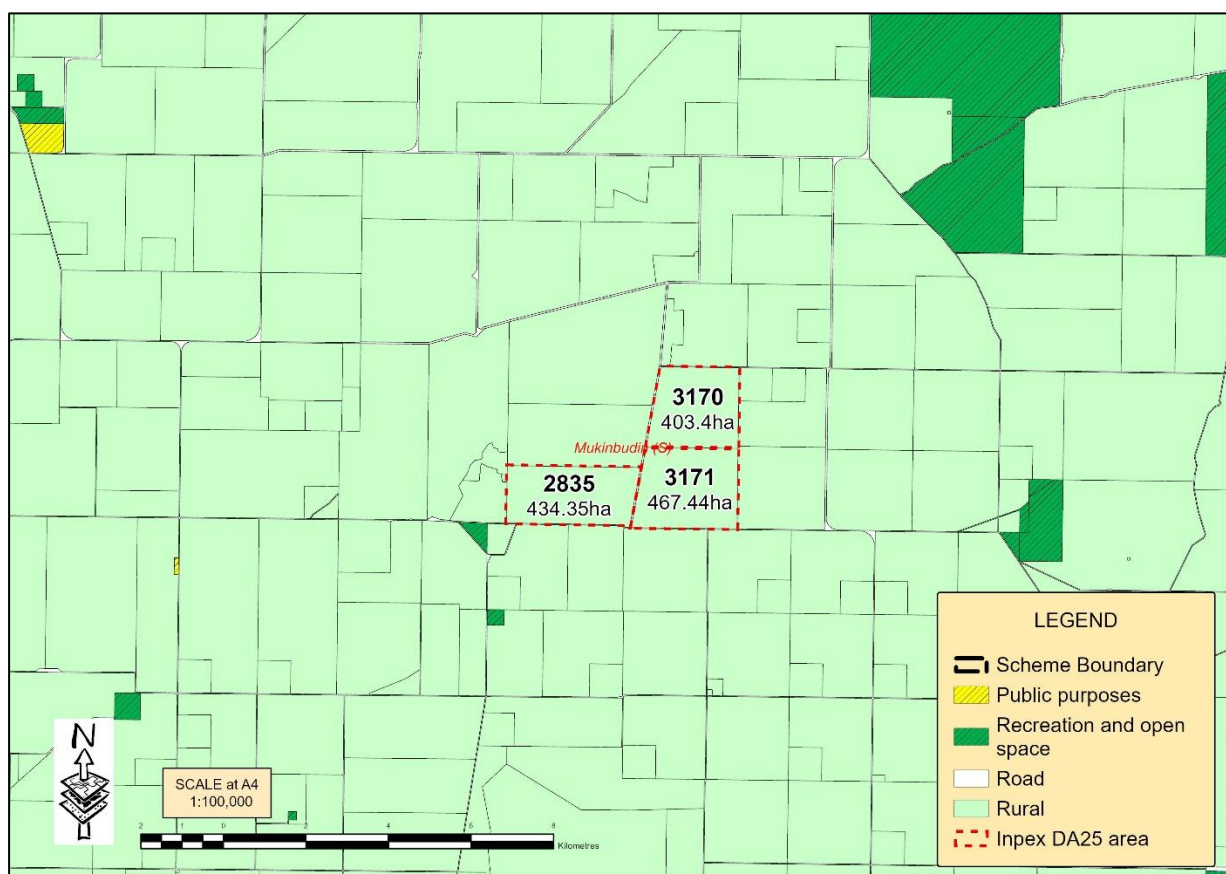 3170
403.4ha
Mukinbudin (S)
2835
434.35ha
3171
467.44ha
LEGEND
Scheme Boundary
Public purposes
Recreation and open
space
Road
Rural
Inpex DA25 area
N
SCALE at A4
1:100,000
2 1 0 2 4 6 8
Kilometres